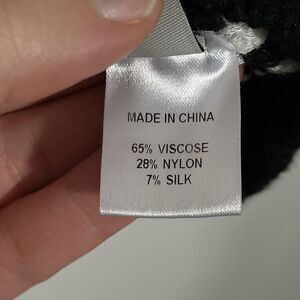 MADE IN CHINA
65% VISCOSE
28% NYLON
7% SILK